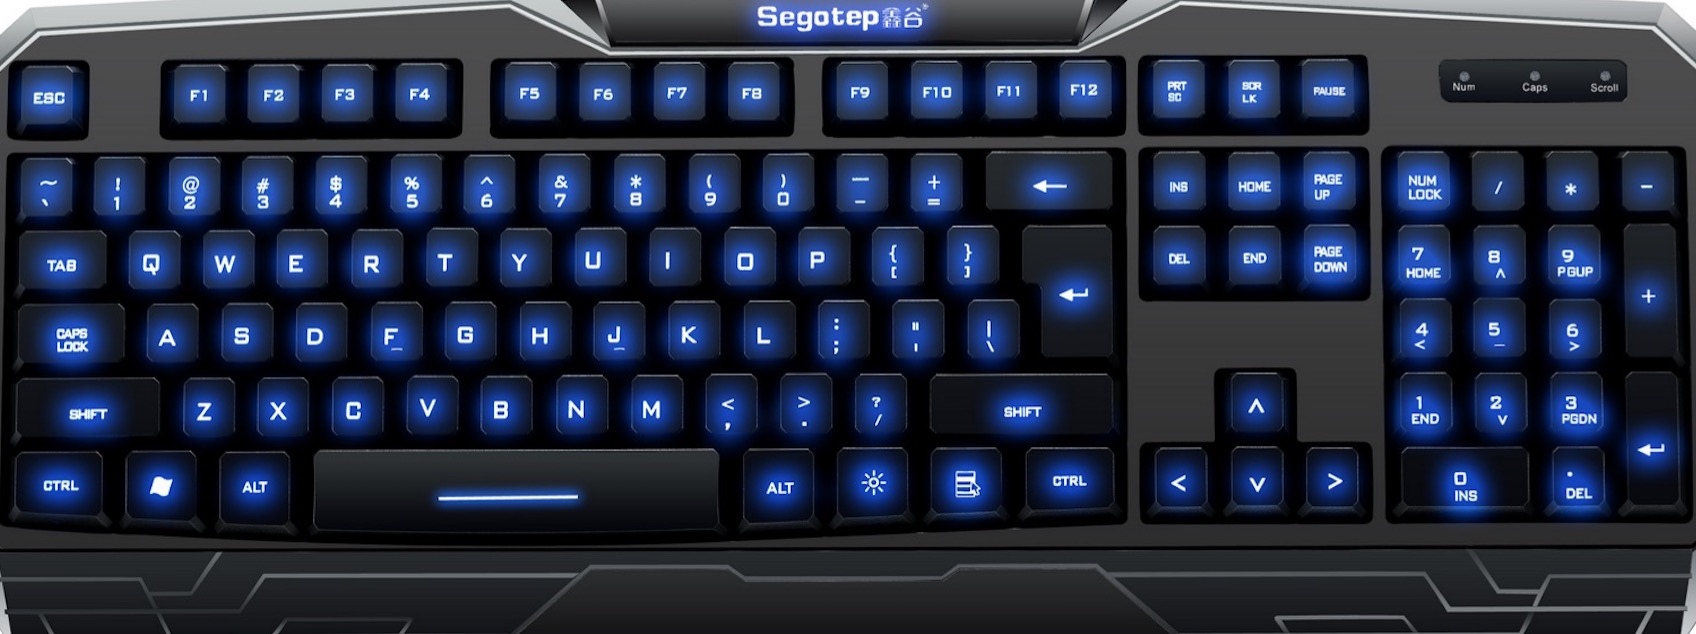 Segotep鑫谷®
ESC F1 F2 F3 F4 F5 F6 F7 F8 F9 F10 F11 F12
PRT
SC
SCR
LK
PAUSE
Num Caps Scroll
~
`
!
1
@
2
#
3
$
4
%
5
^
6
&
7
*
8
(
9
)
0
—
-
+
=
←
INS HOME
PAGE
UP
NUM
LOCK
/ * -
TAB Q W E R T Y U I O P
{
[
}
]
↵
DEL END
PAGE
DOWN
7
HOME
8
^
9
PGUP
+
CAPS
LOCK
A S D F J G H K L
:
;
"
'
|
\
4
<
5
_
6
>
SHIFT Z X C V B N M
<
,
>
.
?
/
SHIFT
^
1
END
2
v
3
PGDN
↵
CTRL ALT ALT CTRL
< v >
0
INS
.
DEL